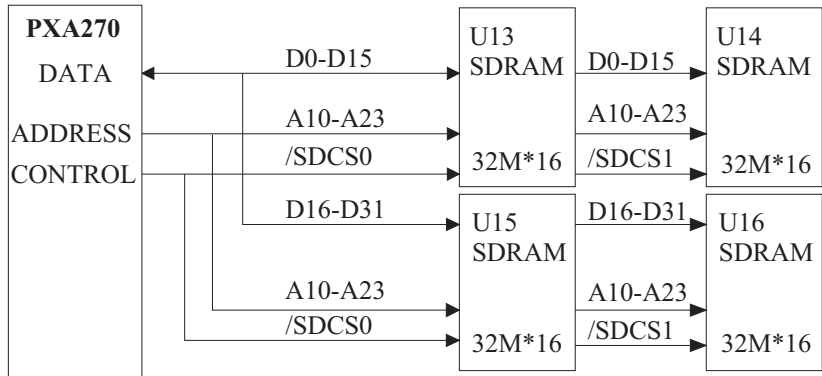 PXA270
DATA
ADDRESS
CONTROL
D0-D15
A10-A23
/SDCS0
D16-D31
A10-A23
/SDCS0
U13
SDRAM
32M*16
D0-D15
A10-A23
/SDCS1
U14
SDRAM
32M*16
U15
SDRAM
32M*16
D16-D31
A10-A23
/SDCS1
U16
SDRAM
32M*16